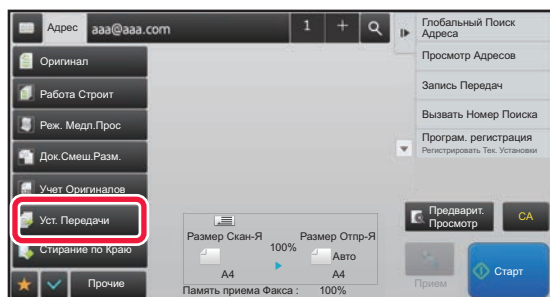 Адрес aaa@aaa.com 1 +
Оригинал
Работа Строит
Реж. Медл.Прос
Док.Смеш.Разм.
Учет Оригиналов
Уст. Передачи
Стирание по Краю
Прочие
Размер Скан-Я 100% Размер Отпр-Я
Авто
A4 A4
Память приема Факса : 100%
Глобальный Поиск
Адреса
Просмотр Адресов
Запись Передач
Вызвать Номер Поиска
Програм. регистрация
Регистрировать Тек. Установки
Предварит.
Просмотр
CA
Прием
Старт